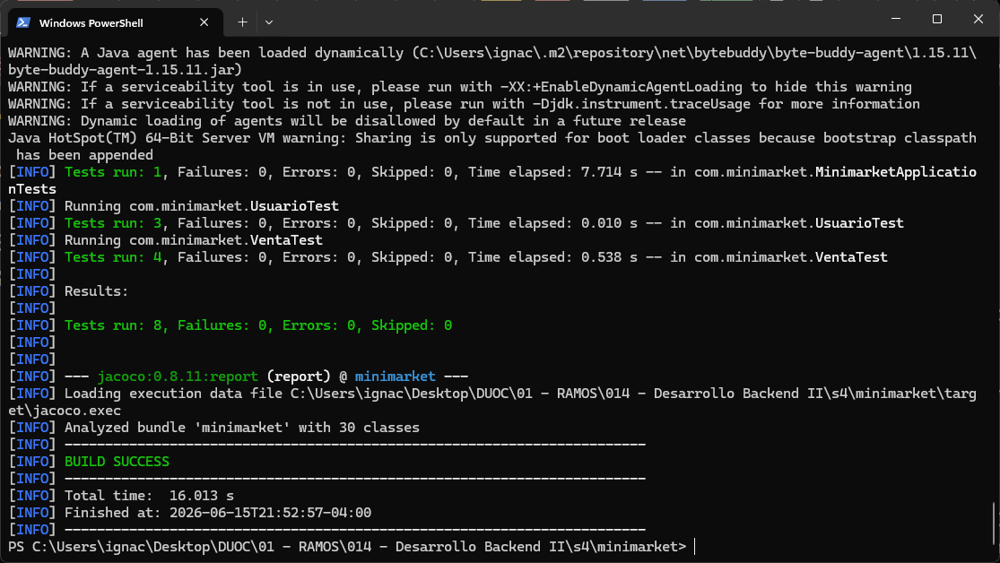 Windows PowerShell
WARNING: A Java agent has been loaded dynamically (C:\Users\ignac\.m2\repository\net\bytebuddy\byte-buddy-agent\1.15.11\
byte-buddy-agent-1.15.11.jar)
WARNING: If a serviceability tool is in use, please run with -XX:+EnableDynamicAgentLoading to hide this warning
WARNING: If a serviceability tool is not in use, please run with -Djdk.instrument.traceUsage for more information
WARNING: Dynamic loading of agents will be disallowed by default in a future release
Java HotSpot(TM) 64-Bit Server VM warning: Sharing is only supported for boot loader classes because bootstrap classpath
 has been appended
[INFO] Tests run: 1, Failures: 0, Errors: 0, Skipped: 0, Time elapsed: 7.714 s -- in com.minimarket.MinimarketApplicatio
nTests
[INFO] Running com.minimarket.UsuarioTest
[INFO] Tests run: 3, Failures: 0, Errors: 0, Skipped: 0, Time elapsed: 0.010 s -- in com.minimarket.UsuarioTest
[INFO] Running com.minimarket.VentaTest
[INFO] Tests run: 4, Failures: 0, Errors: 0, Skipped: 0, Time elapsed: 0.538 s -- in com.minimarket.VentaTest
[INFO]
[INFO] Results:
[INFO]
[INFO] Tests run: 8, Failures: 0, Errors: 0, Skipped: 0
[INFO]
[INFO]
[INFO] --- jacoco:0.8.11:report (report) @ minimarket ---
[INFO] Loading execution data file C:\Users\ignac\Desktop\DUOC\01 - RAMOS\014 - Desarrollo Backend II\s4\minimarket\targ
et\jacoco.exec
[INFO] Analyzed bundle 'minimarket' with 30 classes
[INFO] ------------------------------------------------------------------------
[INFO] BUILD SUCCESS
[INFO] ------------------------------------------------------------------------
[INFO] Total time:  16.013 s
[INFO] Finished at: 2026-06-15T21:52:57-04:00
[INFO] ------------------------------------------------------------------------
PS C:\Users\ignac\Desktop\DUOC\01 - RAMOS\014 - Desarrollo Backend II\s4\minimarket>